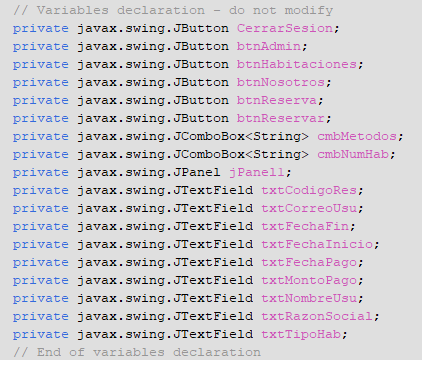 // Variables declaration - do not modify
private javax.swing.JButton CerrarSesion;
private javax.swing.JButton btnAdmin;
private javax.swing.JButton btnHabitaciones;
private javax.swing.JButton btnNosotros;
private javax.swing.JButton btnReserva;
private javax.swing.JButton btnReservar;
private javax.swing.JComboBox<String> cmbMetodos;
private javax.swing.JComboBox<String> cmbNumHab;
private javax.swing.JPanel jPanel1;
private javax.swing.JTextField txtCodigoRes;
private javax.swing.JTextField txtCorreoUsu;
private javax.swing.JTextField txtFechaFin;
private javax.swing.JTextField txtFechaInicio;
private javax.swing.JTextField txtFechaPago;
private javax.swing.JTextField txtMontoPago;
private javax.swing.JTextField txtNombreUsu;
private javax.swing.JTextField txtRazonSocial;
private javax.swing.JTextField txtTipoHab;
// End of variables declaration